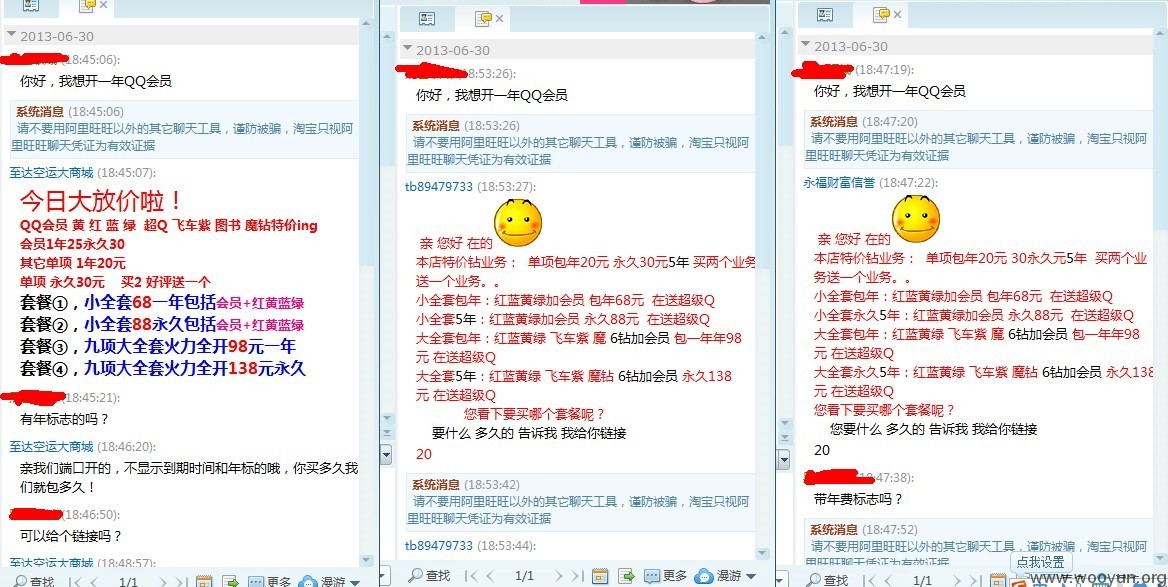 2013-06-30
(18:45:06):
你好，我想开一年QQ会员
系统消息 (18:45:06)
请不要用阿里旺旺以外的其它聊天工具，谨防被骗，淘宝只视阿
里旺旺聊天凭证为有效证据
至达空运大商城 (18:45:07):
今日大放价啦！
QQ会员 黄 红 蓝 绿 超Q 飞车紫 图书 魔钻特价ing
会员1年25永久30
其它单项 1年20元
单项 永久30元 买2 好评送一个
套餐①，小全套68一年包括会员+红黄蓝绿
套餐②，小全套88永久包括会员+红黄蓝绿
套餐③，九项大全套火力全开98元一年
套餐④，九项大全套火力全开138元永久
(18:45:21):
有年标志的吗？
至达空运大商城 (18:46:20):
亲我们端口开的，不显示到期时间和年标的哦，你买多久我
们就包多久！
(18:46:50):
可以给个链接吗？
至达空运大商城 (18:48:57):
查找 1/1 更多 漫游
2013-06-30
8:53:26):
你好，我想开一年QQ会员
系统消息 (18:53:26)
请不要用阿里旺旺以外的其它聊天工具，谨防被骗，淘宝只视阿
里旺旺聊天凭证为有效证据
tb89479733 (18:53:27):
亲 您好 在的
本店特价钻业务： 单项包年20元 永久30元5年 买两个业务
送一个业务。。
小全套包年：红蓝黄绿加会员 包年68元 在送超级Q
小全套5年：红蓝黄绿加会员 永久88元 在送超级Q
大全套包年：红蓝黄绿 飞车紫 魔 6钻加会员 包一年年98
元 在送超级Q
大全套5年：红蓝黄绿 飞车紫 魔钻 6钻加会员 永久138
元 在送超级Q
您看下要买哪个套餐呢？
要什么 多久的 告诉我 我给你链接
20
系统消息 (18:53:42)
请不要用阿里旺旺以外的其它聊天工具，谨防被骗，淘宝只视阿
里旺旺聊天凭证为有效证据
tb89479733 (18:53:44):
查找 1/1 更多 漫游
2013-06-30
(18:47:19):
你好，我想开一年QQ会员
系统消息 (18:47:20)
请不要用阿里旺旺以外的其它聊天工具，谨防被骗，淘宝只视阿
里旺旺聊天凭证为有效证据
永福财富信誉 (18:47:22):
亲 您好 在的
本店特价钻业务： 单项包年20元 30永久元5年 买两个业
务送一个业务。。
小全套包年：红蓝黄绿加会员 包年68元 在送超级Q
小全套永久5年：红蓝黄绿加会员 永久88元 在送超级Q
大全套包年：红蓝黄绿 飞车紫 魔 6钻加会员 包一年年98
元 在送超级Q
大全套永久5年：红蓝黄绿 飞车紫 魔钻 6钻加会员 永久138
元 在送超级Q
您看下要买哪个套餐呢？
您要什么 多久的 告诉我 我给你链接
20
(18:47:38):
带年费标志吗？
系统消息 (18:47:52)
请不要用阿里旺旺以外的其它聊天工具，谨防被骗，淘宝只视阿
里旺旺聊天凭证为有效证据
点我设置
查找 1/1
www.wooyun.org